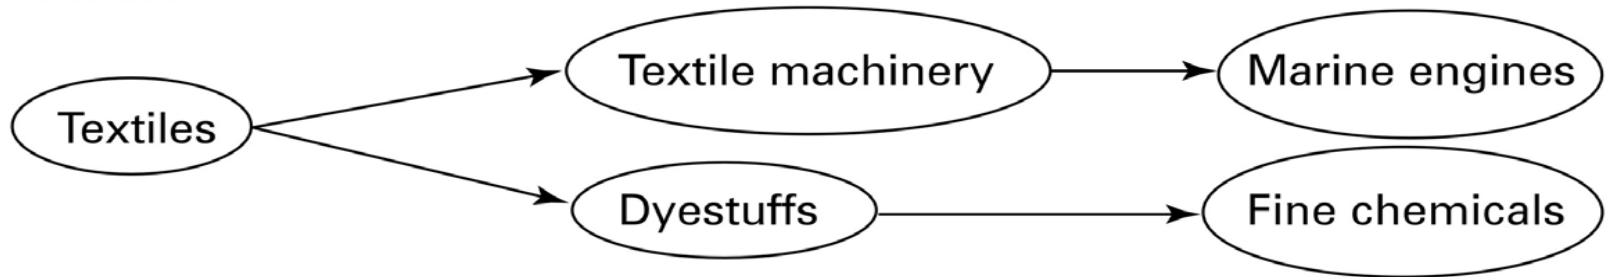 Textiles
Textile machinery
Marine engines
Dyestuffs
Fine chemicals